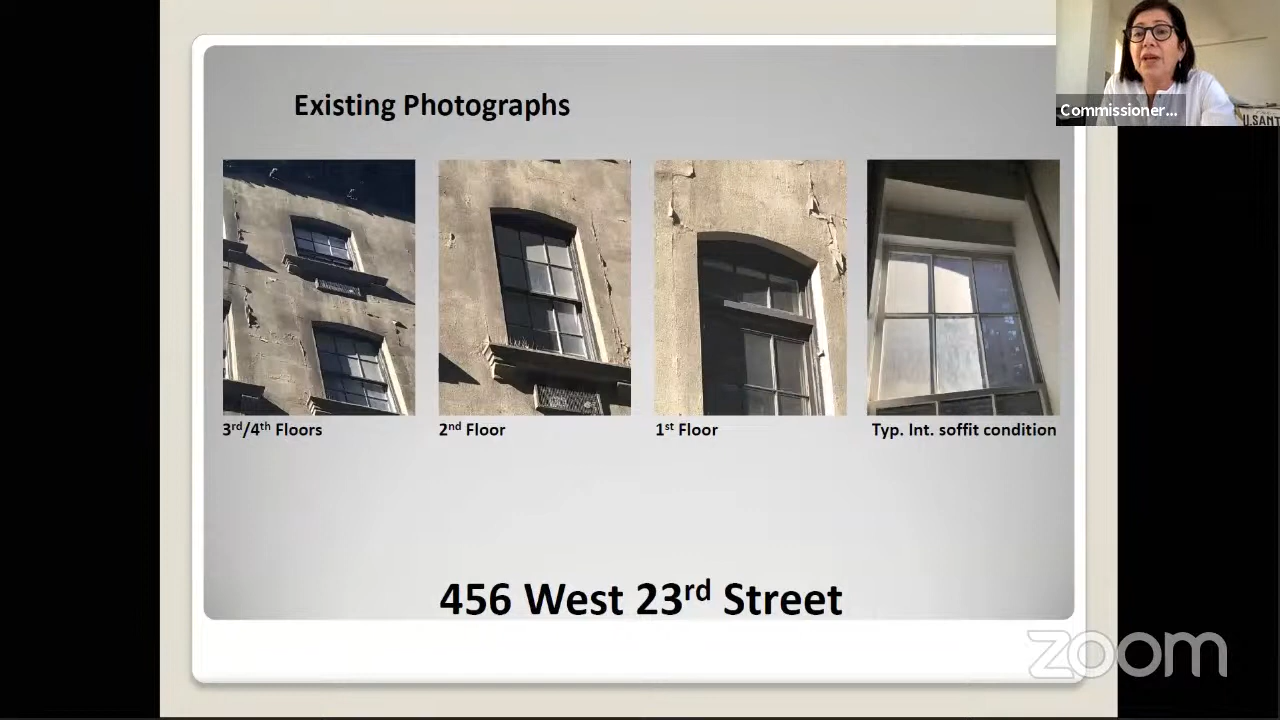 Existing Photographs
Commissioner...
U.SANT
3rd/4th Floors
2nd Floor
1st Floor
Typ. Int. soffit condition
456 West 23rd Street
zoom